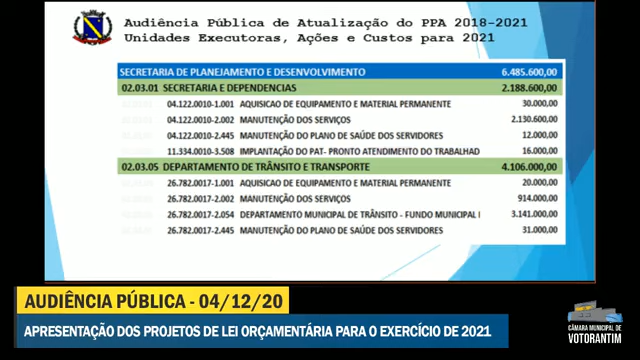 Audiência Pública de Atualização do PPA 2018-2021
Unidades Executoras, Ações e Custos para 2021
SECRETARIA DE PLANEJAMENTO E DESENVOLVIMENTO 6.485.600,00
02.03.01 SECRETARIA E DEPENDENCIAS 2.188.600,00
04.122.0010-1.001 AQUISICAO DE EQUIPAMENTO E MATERIAL PERMANENTE 30.000,00
04.122.0010-2.002 MANUTENÇÃO DOS SERVIÇOS 2.130.600,00
04.122.0010-2.445 MANUTENÇÃO DO PLANO DE SAÚDE DOS SERVIDORES 12.000,00
11.334.0010-3.508 IMPLANTAÇÃO DO PAT- PRONTO ATENDIMENTO DO TRABALHAD 16.000,00
02.03.05 DEPARTAMENTO DE TRÂNSITO E TRANSPORTE 4.106.000,00
26.782.0017-1.001 AQUISICAO DE EQUIPAMENTO E MATERIAL PERMANENTE 20.000,00
26.782.0017-2.002 MANUTENÇÃO DOS SERVIÇOS 914.000,00
26.782.0017-2.054 DEPARTAMENTO MUNICIPAL DE TRÂNSITO - FUNDO MUNICIPAL 3.141.000,00
26.782.0017-2.445 MANUTENÇÃO DO PLANO DE SAÚDE DOS SERVIDORES 31.000,00
AUDIÊNCIA PÚBLICA - 04/12/20
APRESENTAÇÃO DOS PROJETOS DE LEI ORÇAMENTÁRIA PARA O EXERCÍCIO DE 2021
CÂMARA MUNICIPAL DE
VOTORANTIM